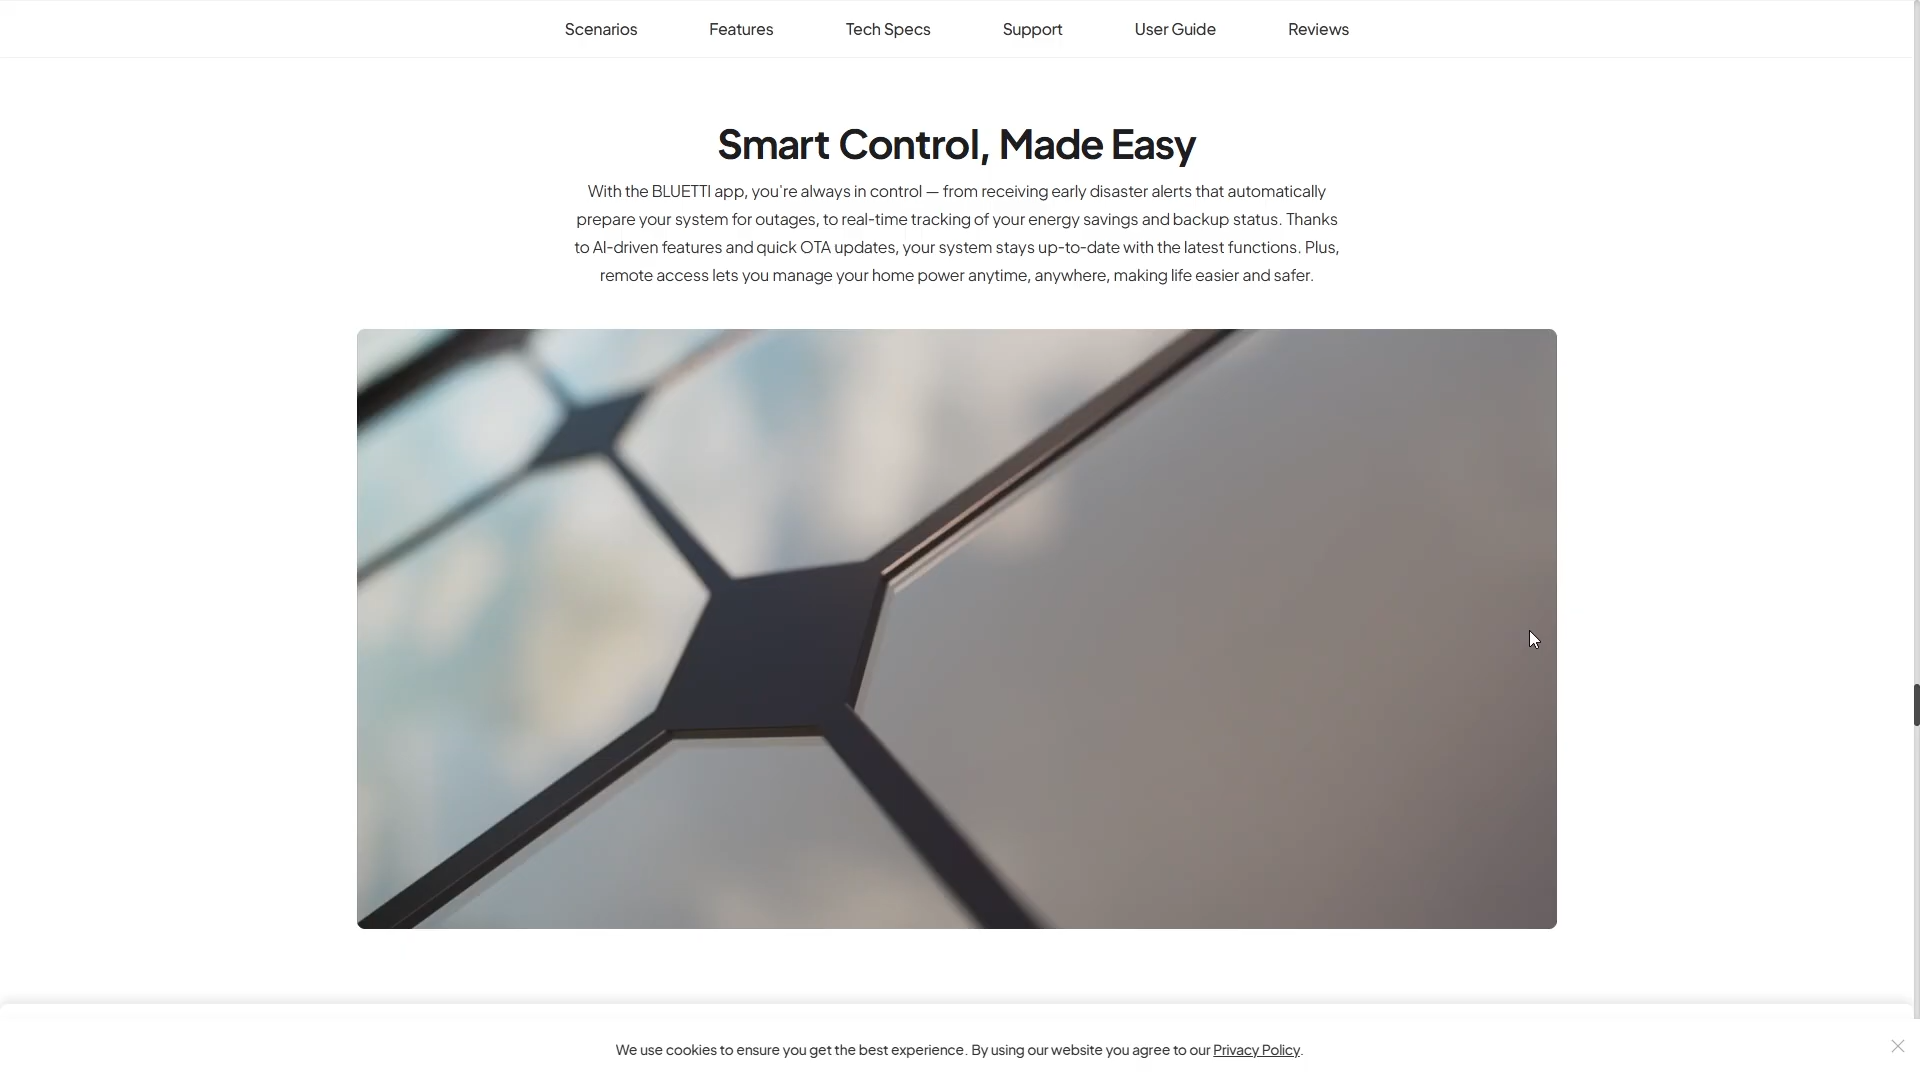 Scenarios Features Tech Specs Support User Guide Reviews
Smart Control, Made Easy
With the BLUETTI app, you're always in control — from receiving early disaster alerts that automatically
prepare your system for outages, to real-time tracking of your energy savings and backup status. Thanks
to AI-driven features and quick OTA updates, your system stays up-to-date with the latest functions. Plus,
remote access lets you manage your home power anytime, anywhere, making life easier and safer.
We use cookies to ensure you get the best experience. By using our website you agree to our Privacy Policy.